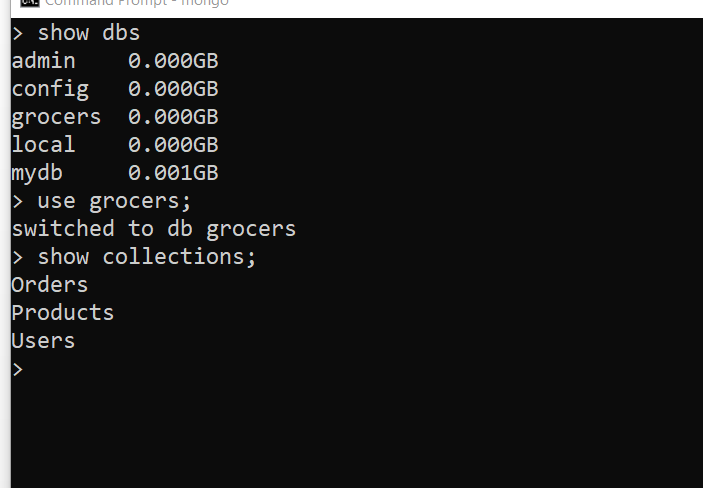 Command Prompt - mongo
> show dbs
admin    0.000GB
config   0.000GB
grocers  0.000GB
local    0.000GB
mydb     0.001GB
> use grocers;
switched to db grocers
> show collections;
Orders
Products
Users
>